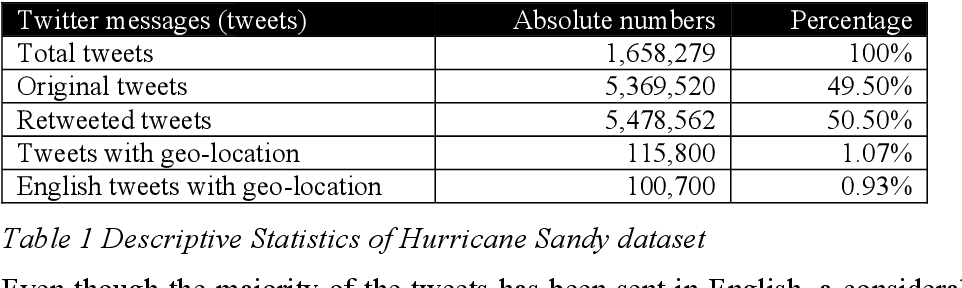 Twitter messages (tweets) Absolute numbers Percentage
Total tweets 1,658,279 100%
Original tweets 5,369,520 49.50%
Retweeted tweets 5,478,562 50.50%
Tweets with geo-location 115,800 1.07%
English tweets with geo-location 100,700 0.93%
Table 1 Descriptive Statistics of Hurricane Sandy dataset
Even though the majority of the tweets has been sent in English, a